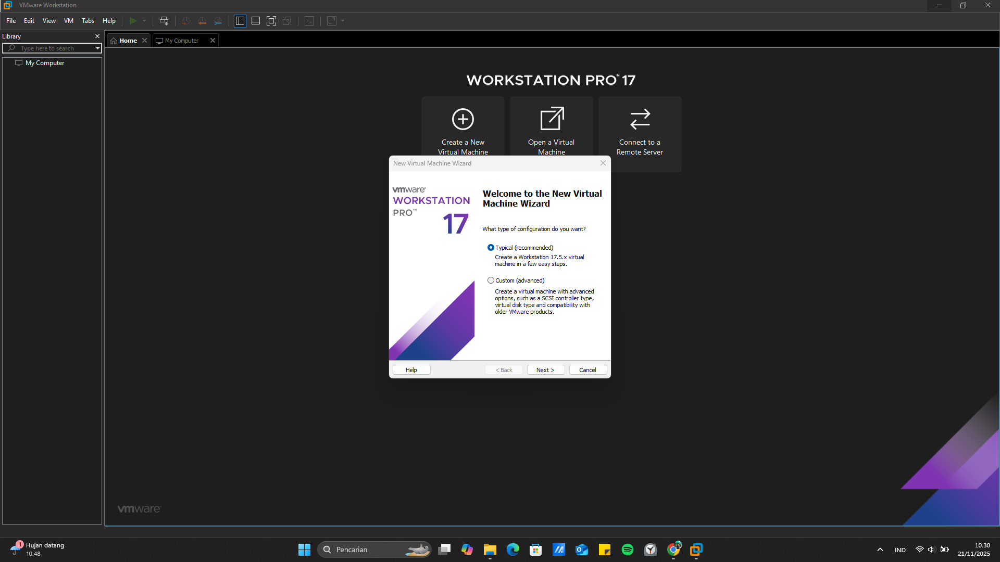 VMware Workstation
File Edit View VM Tabs Help
Library
Type here to search
My Computer
Home
My Computer
WORKSTATION PRO™ 17
Create a New
Virtual Machine
Open a Virtual
Machine
Connect to a
Remote Server
New Virtual Machine Wizard
vmware®
WORKSTATION
PRO™
17
Welcome to the New Virtual
Machine Wizard
What type of configuration do you want?
Typical (recommended)
Create a Workstation 17.5.x virtual
machine in a few easy steps.
Custom (advanced)
Create a virtual machine with advanced
options, such as a SCSI controller type,
virtual disk type and compatibility with
older VMware products.
Help < Back Next > Cancel
vmware®
1
Hujan datang
10.48
Pencarian
IND
10.30
21/11/2025